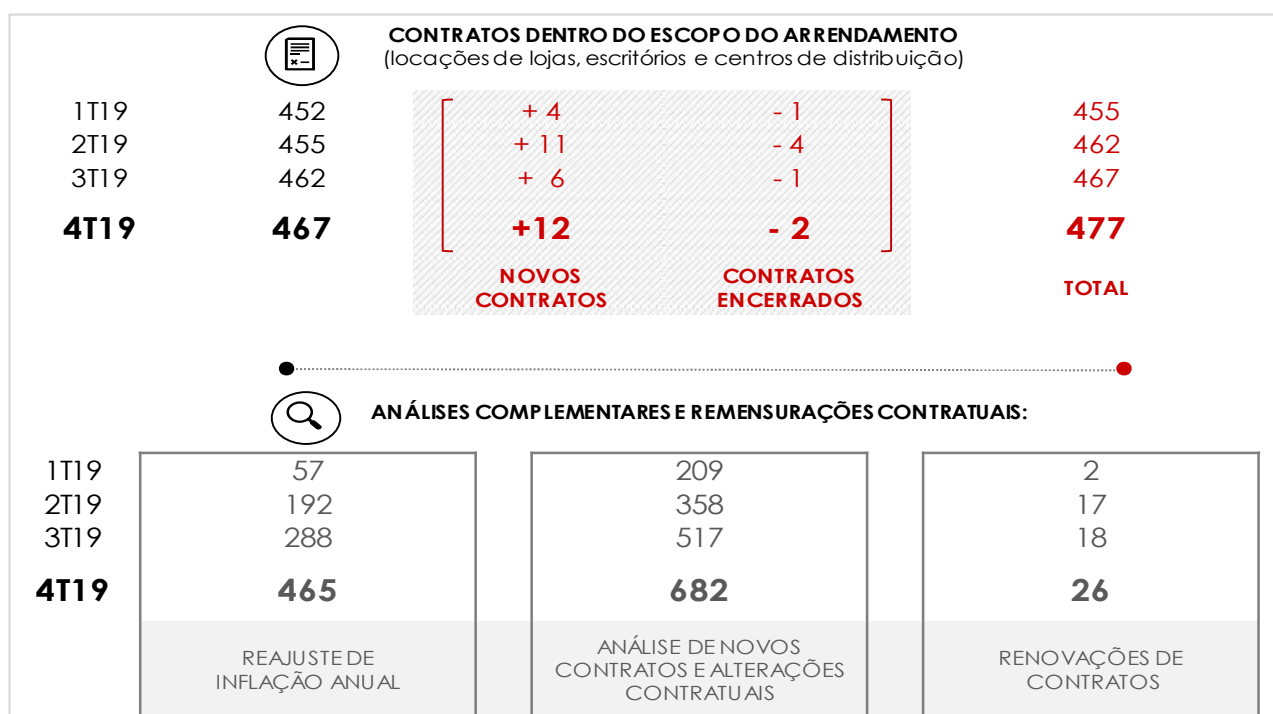 CONTRATOS DENTRO DO ESCOPO DO ARRENDAMENTO
(locações de lojas, escritórios e centros de distribuição)
1T19 452 + 4 - 1 455
2T19 455 + 11 - 4 462
3T19 462 + 6 - 1 467
4T19 467 +12 - 2 477
NOVOS CONTRATOS
CONTRATOS ENCERRADOS
TOTAL
ANÁLISES COMPLEMENTARES E REMENSURAÇÕES CONTRATUAIS:
1T19 57 209 2
2T19 192 358 17
3T19 288 517 18
4T19 465 682 26
REAJUSTE DE
INFLAÇÃO ANUAL
ANÁLISE DE NOVOS
CONTRATOS E ALTERAÇÕES
CONTRATUAIS
RENOVAÇÕES DE
CONTRATOS